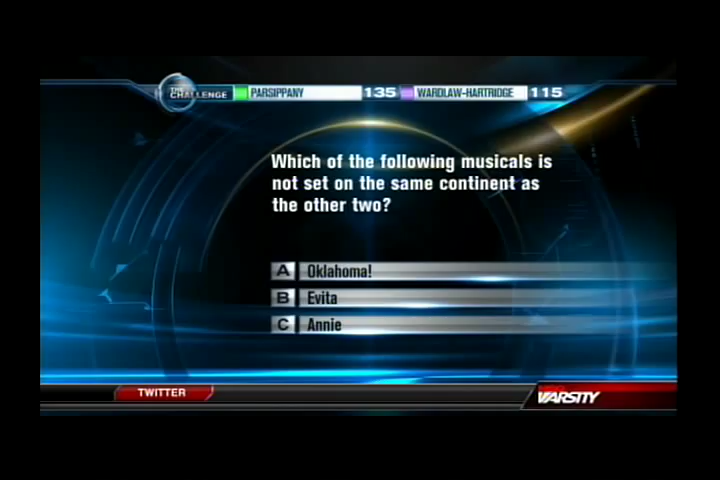 THE
CHALLENGE PARSIPPANY 135 WARDLAW-HARTRIDGE 115
Which of the following musicals is
not set on the same continent as
the other two?
A Oklahoma!
B Evita
C Annie
TWITTER
VARSITY